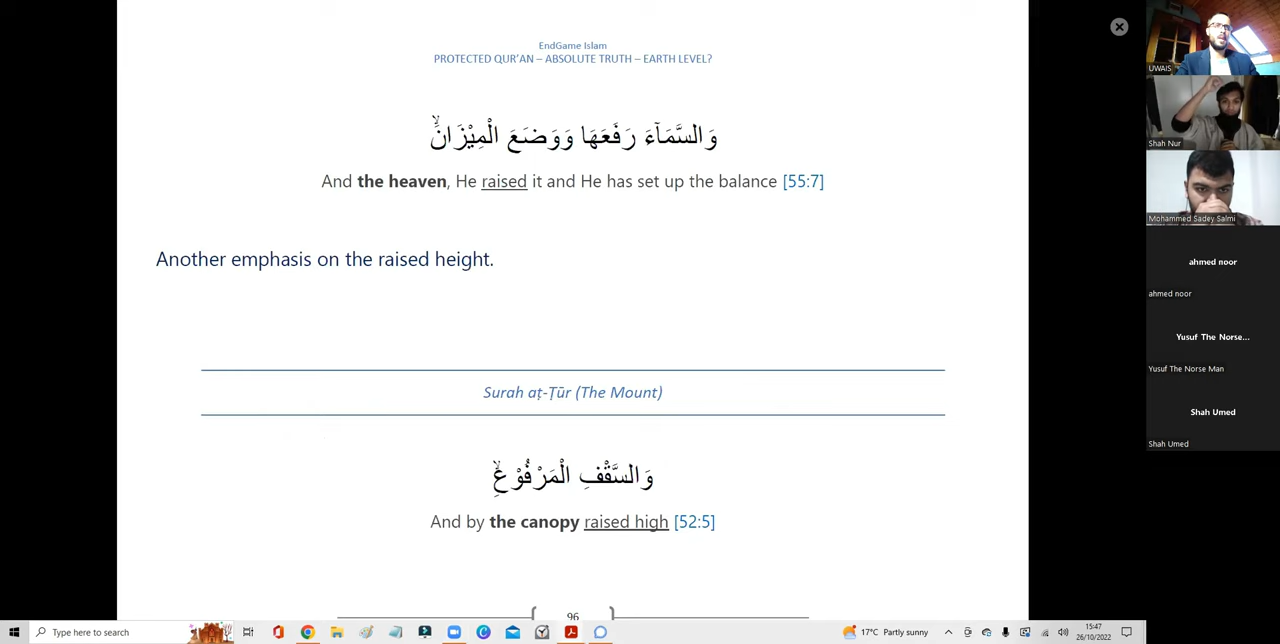 EndGame Islam
PROTECTED QUR'AN – ABSOLUTE TRUTH – EARTH LEVEL?
وَالسَّمَآءَ رَفَعَهَا وَوَضَعَ الْمِيْزَانَۙ
And the heaven, He raised it and He has set up the balance [55:7]
Another emphasis on the raised height.
Surah aṭ-Ṭūr (The Mount)
وَالسَّقْفِ الْمَرْفُوْعِۙ
And by the canopy raised high [52:5]
96
UWAIS
Shah Nur
Mohammed Sadey Salmi
ahmed noor
ahmed noor
Yusuf The Norse...
Yusuf The Norse Man
Shah Umed
Shah Umed
Type here to search
17°C Partly sunny
15:47
26/10/2022